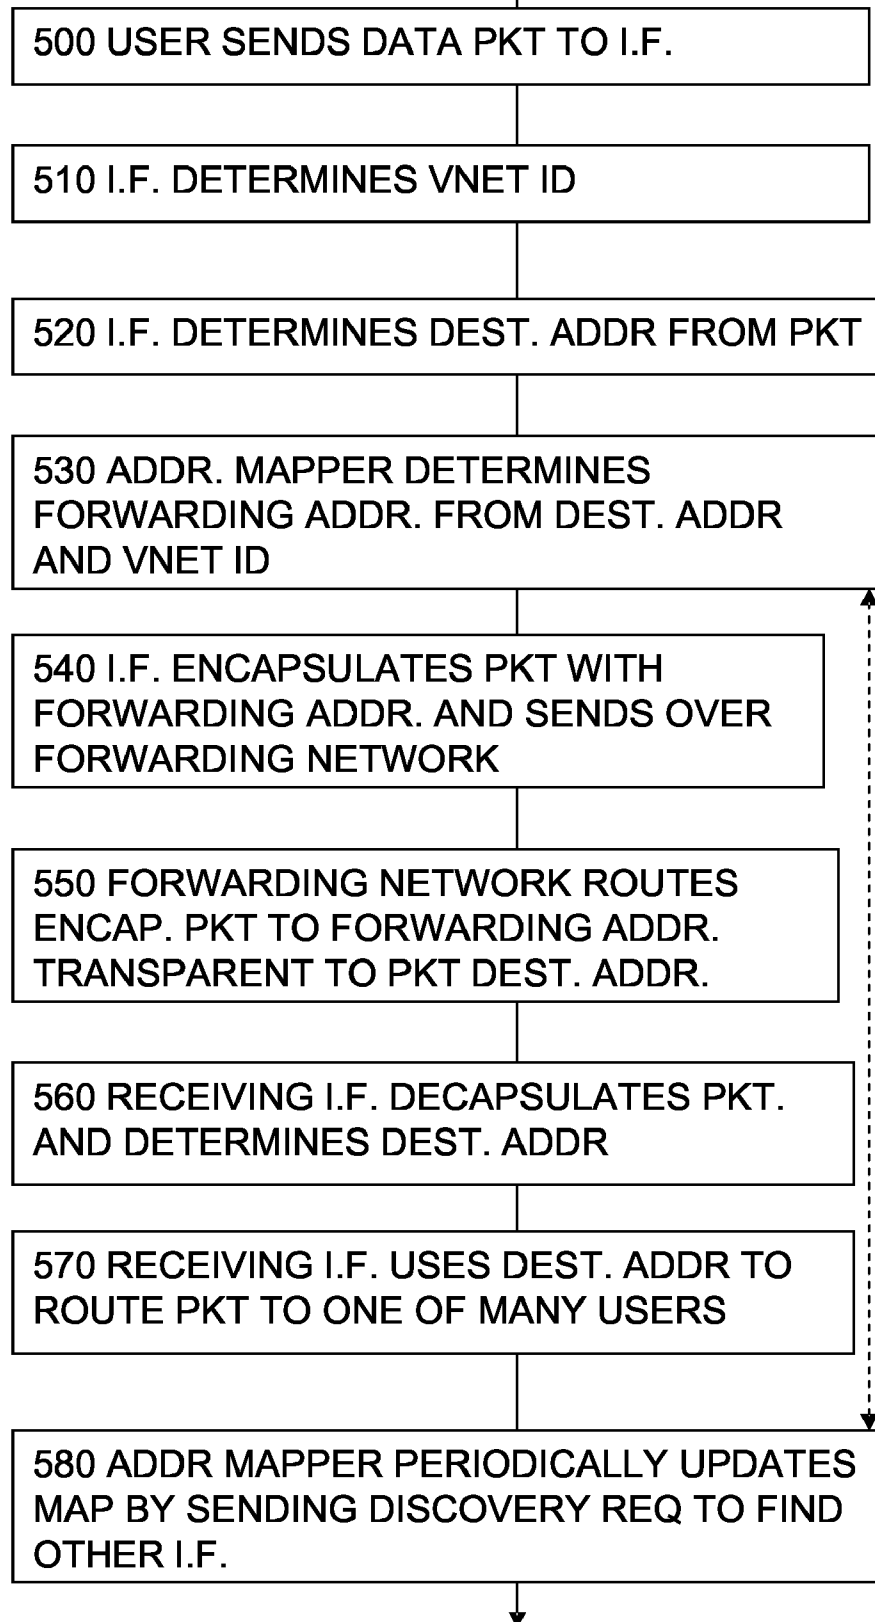 500 USER SENDS DATA PKT TO I.F.
510 I.F. DETERMINES VNET ID
520 I.F. DETERMINES DEST. ADDR FROM PKT
530 ADDR. MAPPER DETERMINES
FORWARDING ADDR. FROM DEST. ADDR
AND VNET ID
540 I.F. ENCAPSULATES PKT WITH
FORWARDING ADDR. AND SENDS OVER
FORWARDING NETWORK
550 FORWARDING NETWORK ROUTES
ENCAP. PKT TO FORWARDING ADDR.
TRANSPARENT TO PKT DEST. ADDR.
560 RECEIVING I.F. DECAPSULATES PKT.
AND DETERMINES DEST. ADDR
570 RECEIVING I.F. USES DEST. ADDR TO
ROUTE PKT TO ONE OF MANY USERS
580 ADDR MAPPER PERIODICALLY UPDATES
MAP BY SENDING DISCOVERY REQ TO FIND
OTHER I.F.